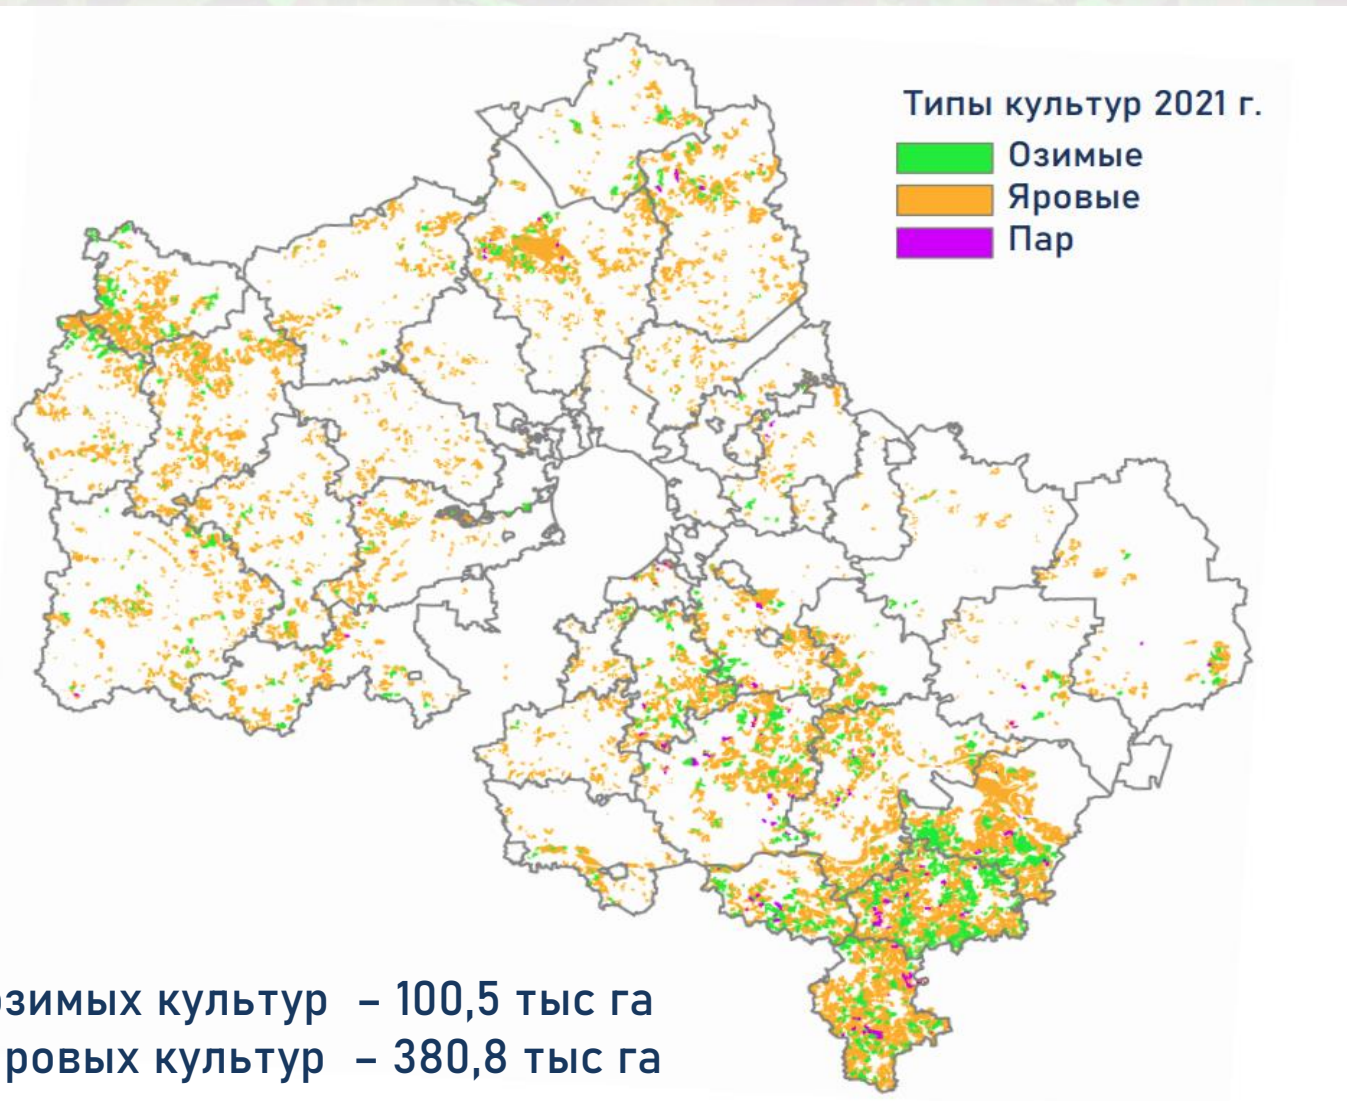 Типы культур 2021 г.
Озимые
Яровые
Пар
озимых культур – 100,5 тыс га
ровых культур – 380,8 тыс га